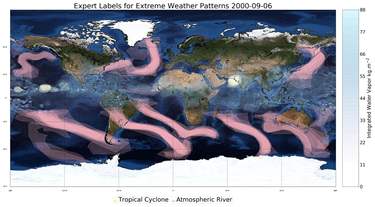 Expert Labels for Extreme Weather Patterns 2000-09-06
88
77
66
55
44
33
22
11
0
Integrated Water Vapor kg m⁻²
Tropical Cyclone
Atmospheric River